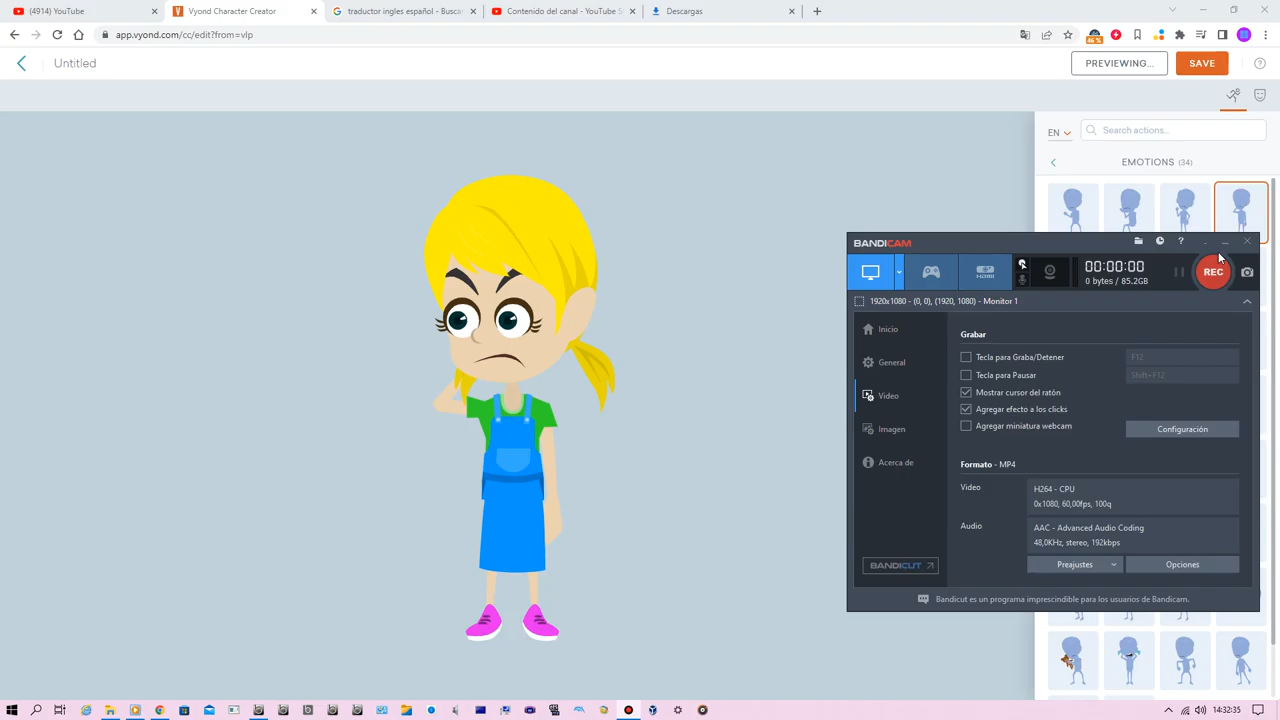 (4914) YouTube
Vyond Character Creator
traductor ingles español - Busca
Contenido del canal - YouTube S
Descargas
app.vyond.com/cc/edit?from=vlp
46 %
Untitled
PREVIEWING...
SAVE
EN
Search actions...
EMOTIONS (34)
BANDICAM
HDMI
00:00:00
0 bytes / 85.2GB
REC
1920x1080 - (0, 0), (1920, 1080) - Monitor 1
Inicio
General
Video
Imagen
Acerca de
Grabar
Tecla para Graba/Detener
F12
Tecla para Pausar
Shift+F12
Mostrar cursor del ratón
Agregar efecto a los clicks
Agregar miniatura webcam
Configuración
Formato - MP4
Video
H264 - CPU
0x1080, 60,00fps, 100q
Audio
AAC - Advanced Audio Coding
48,0KHz, stereo, 192kbps
Preajustes
Opciones
BANDICUT
Bandicut es un programa imprescindible para los usuarios de Bandicam.
14:32:35